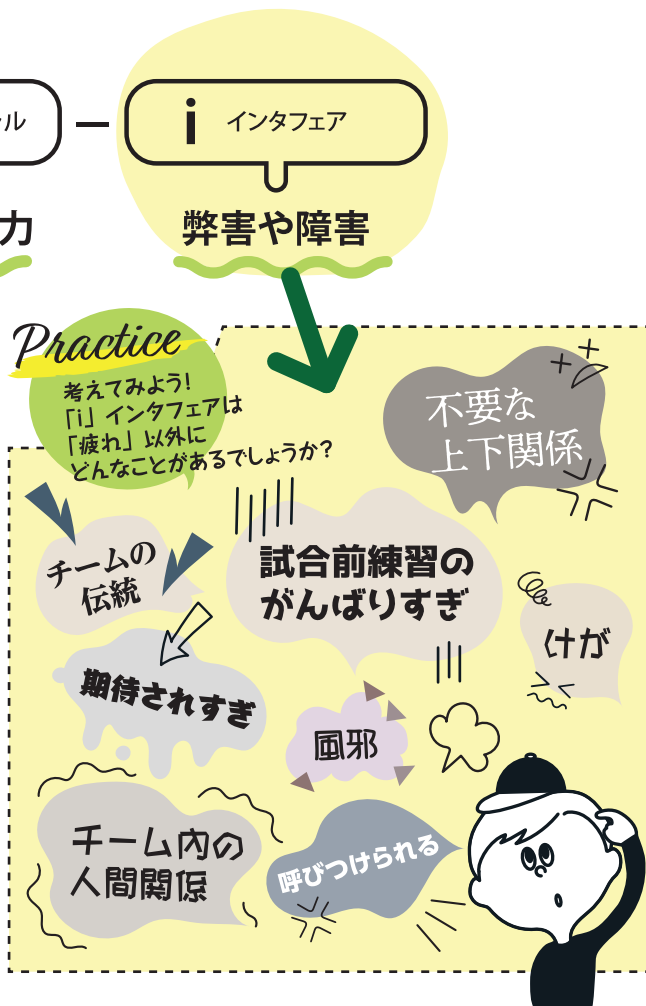 ャル
i インタフェア
力
弊害や障害
Practice
考えてみよう!
「i」インタフェアは
「疲れ」以外に
どんなことがあるでしょうか?
不要な
上下関係
チームの
伝統
試合前練習の
がんばりすぎ
けが
期待されすぎ
風邪
チーム内の
人間関係
呼びつけられる